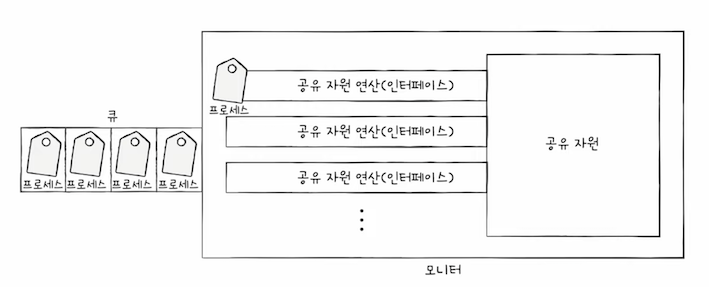 공유 자원 연산(인터페이스)
프로세스
큐
공유 자원 연산(인터페이스)
공유 자원
프로세스 프로세스 프로세스 프로세스
공유 자원 연산(인터페이스)
모니터